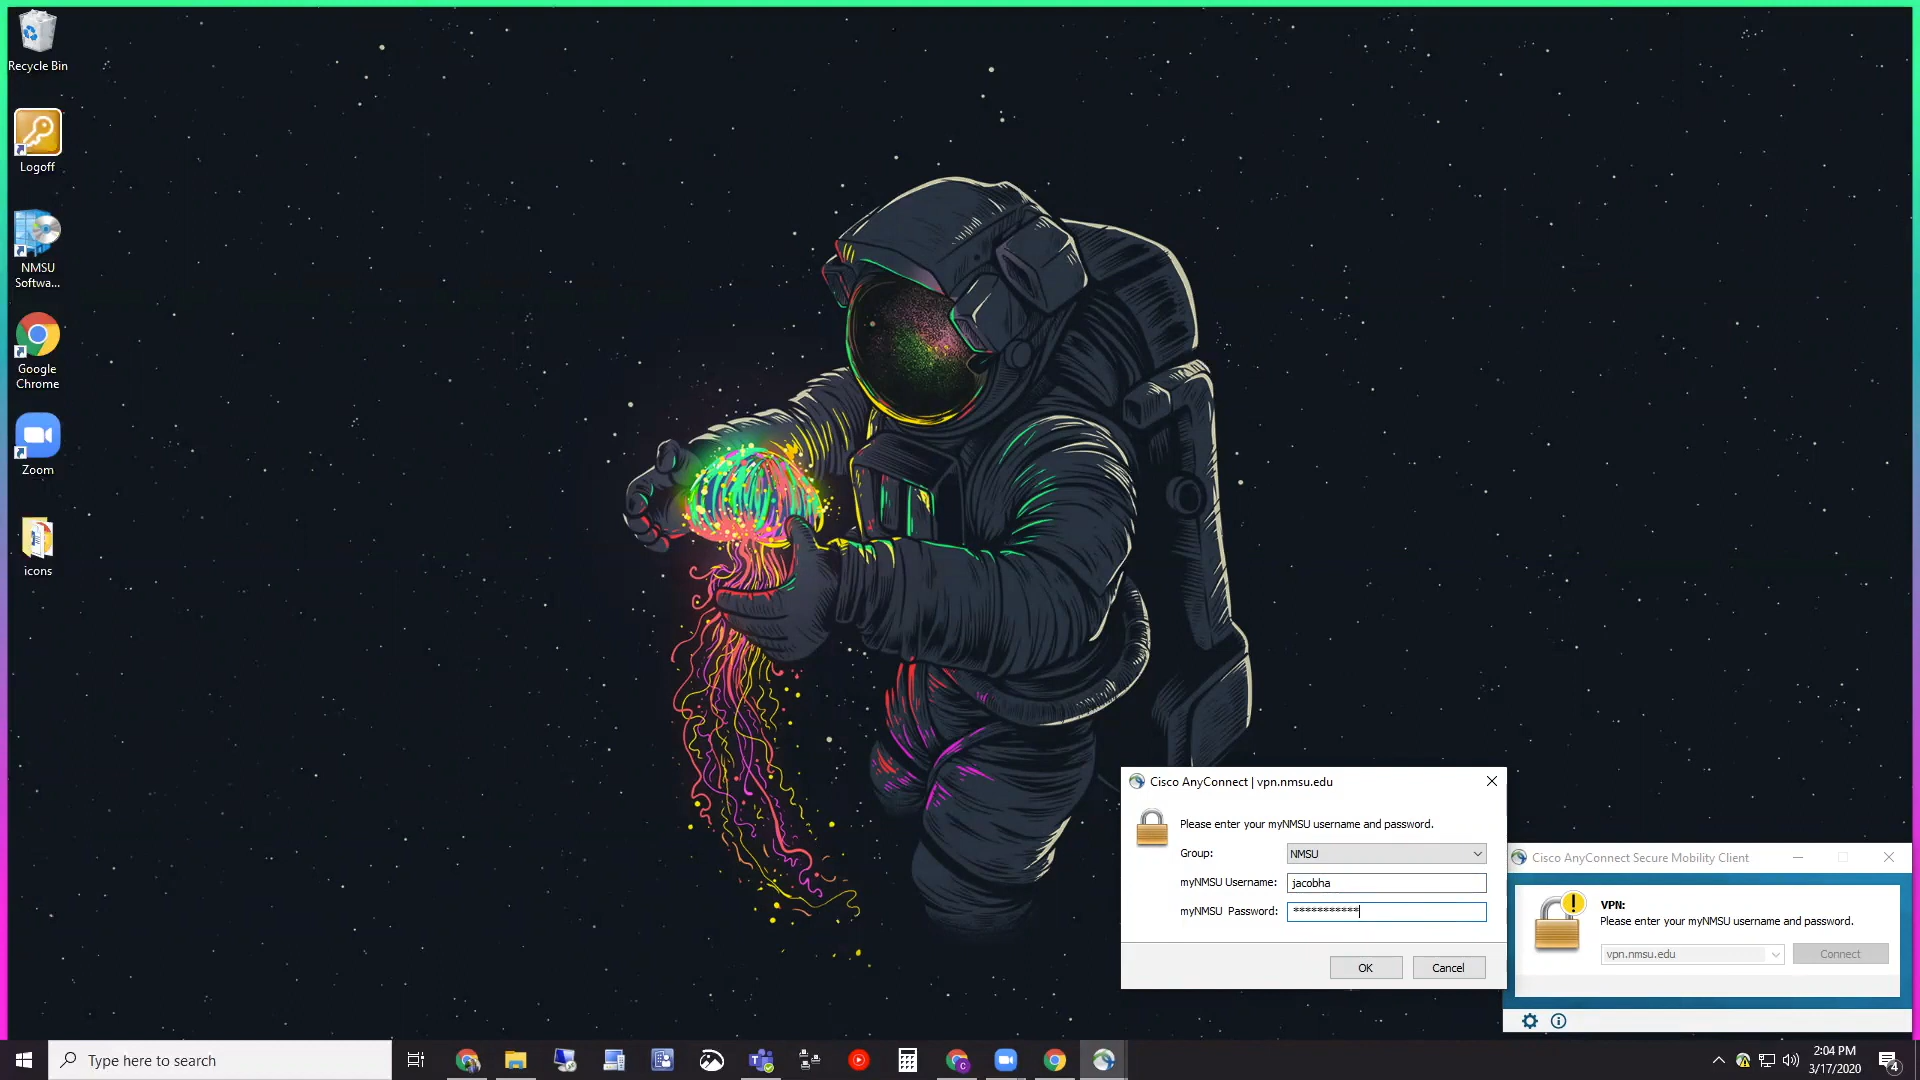 Recycle Bin
Logoff
NMSU
Softwa...
Google
Chrome
Zoom
icons
Cisco AnyConnect | vpn.nmsu.edu
Please enter your myNMSU username and password.
Group: NMSU
myNMSU Username: jacobha
myNMSU Password: ***********
OK Cancel
Cisco AnyConnect Secure Mobility Client
VPN:
Please enter your myNMSU username and password.
vpn.nmsu.edu Connect
Type here to search
2:04 PM
3/17/2020
4